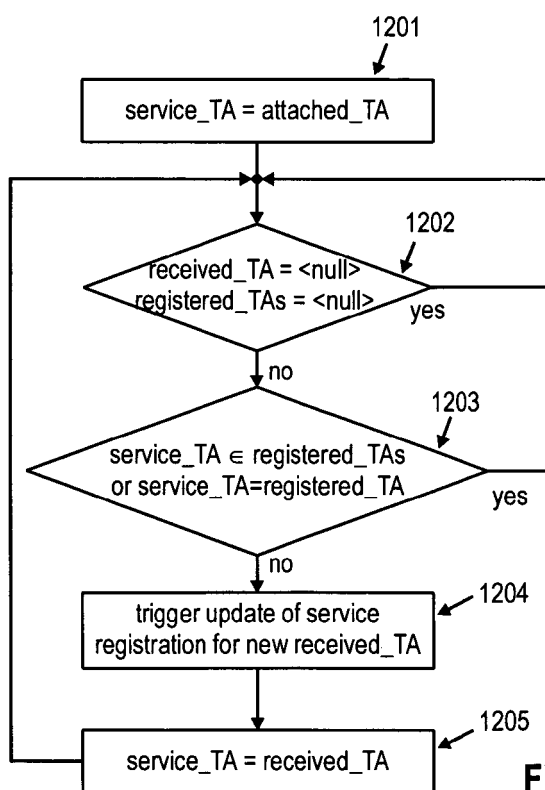 1201
service_TA = attached_TA
1202
received_TA = <null>
registered_TAs = <null>
yes
no
1203
service_TA ∈ registered_TAs
or service_TA=registered_TA
yes
no
1204
trigger update of service
registration for new received_TA
1205
service_TA = received_TA
F